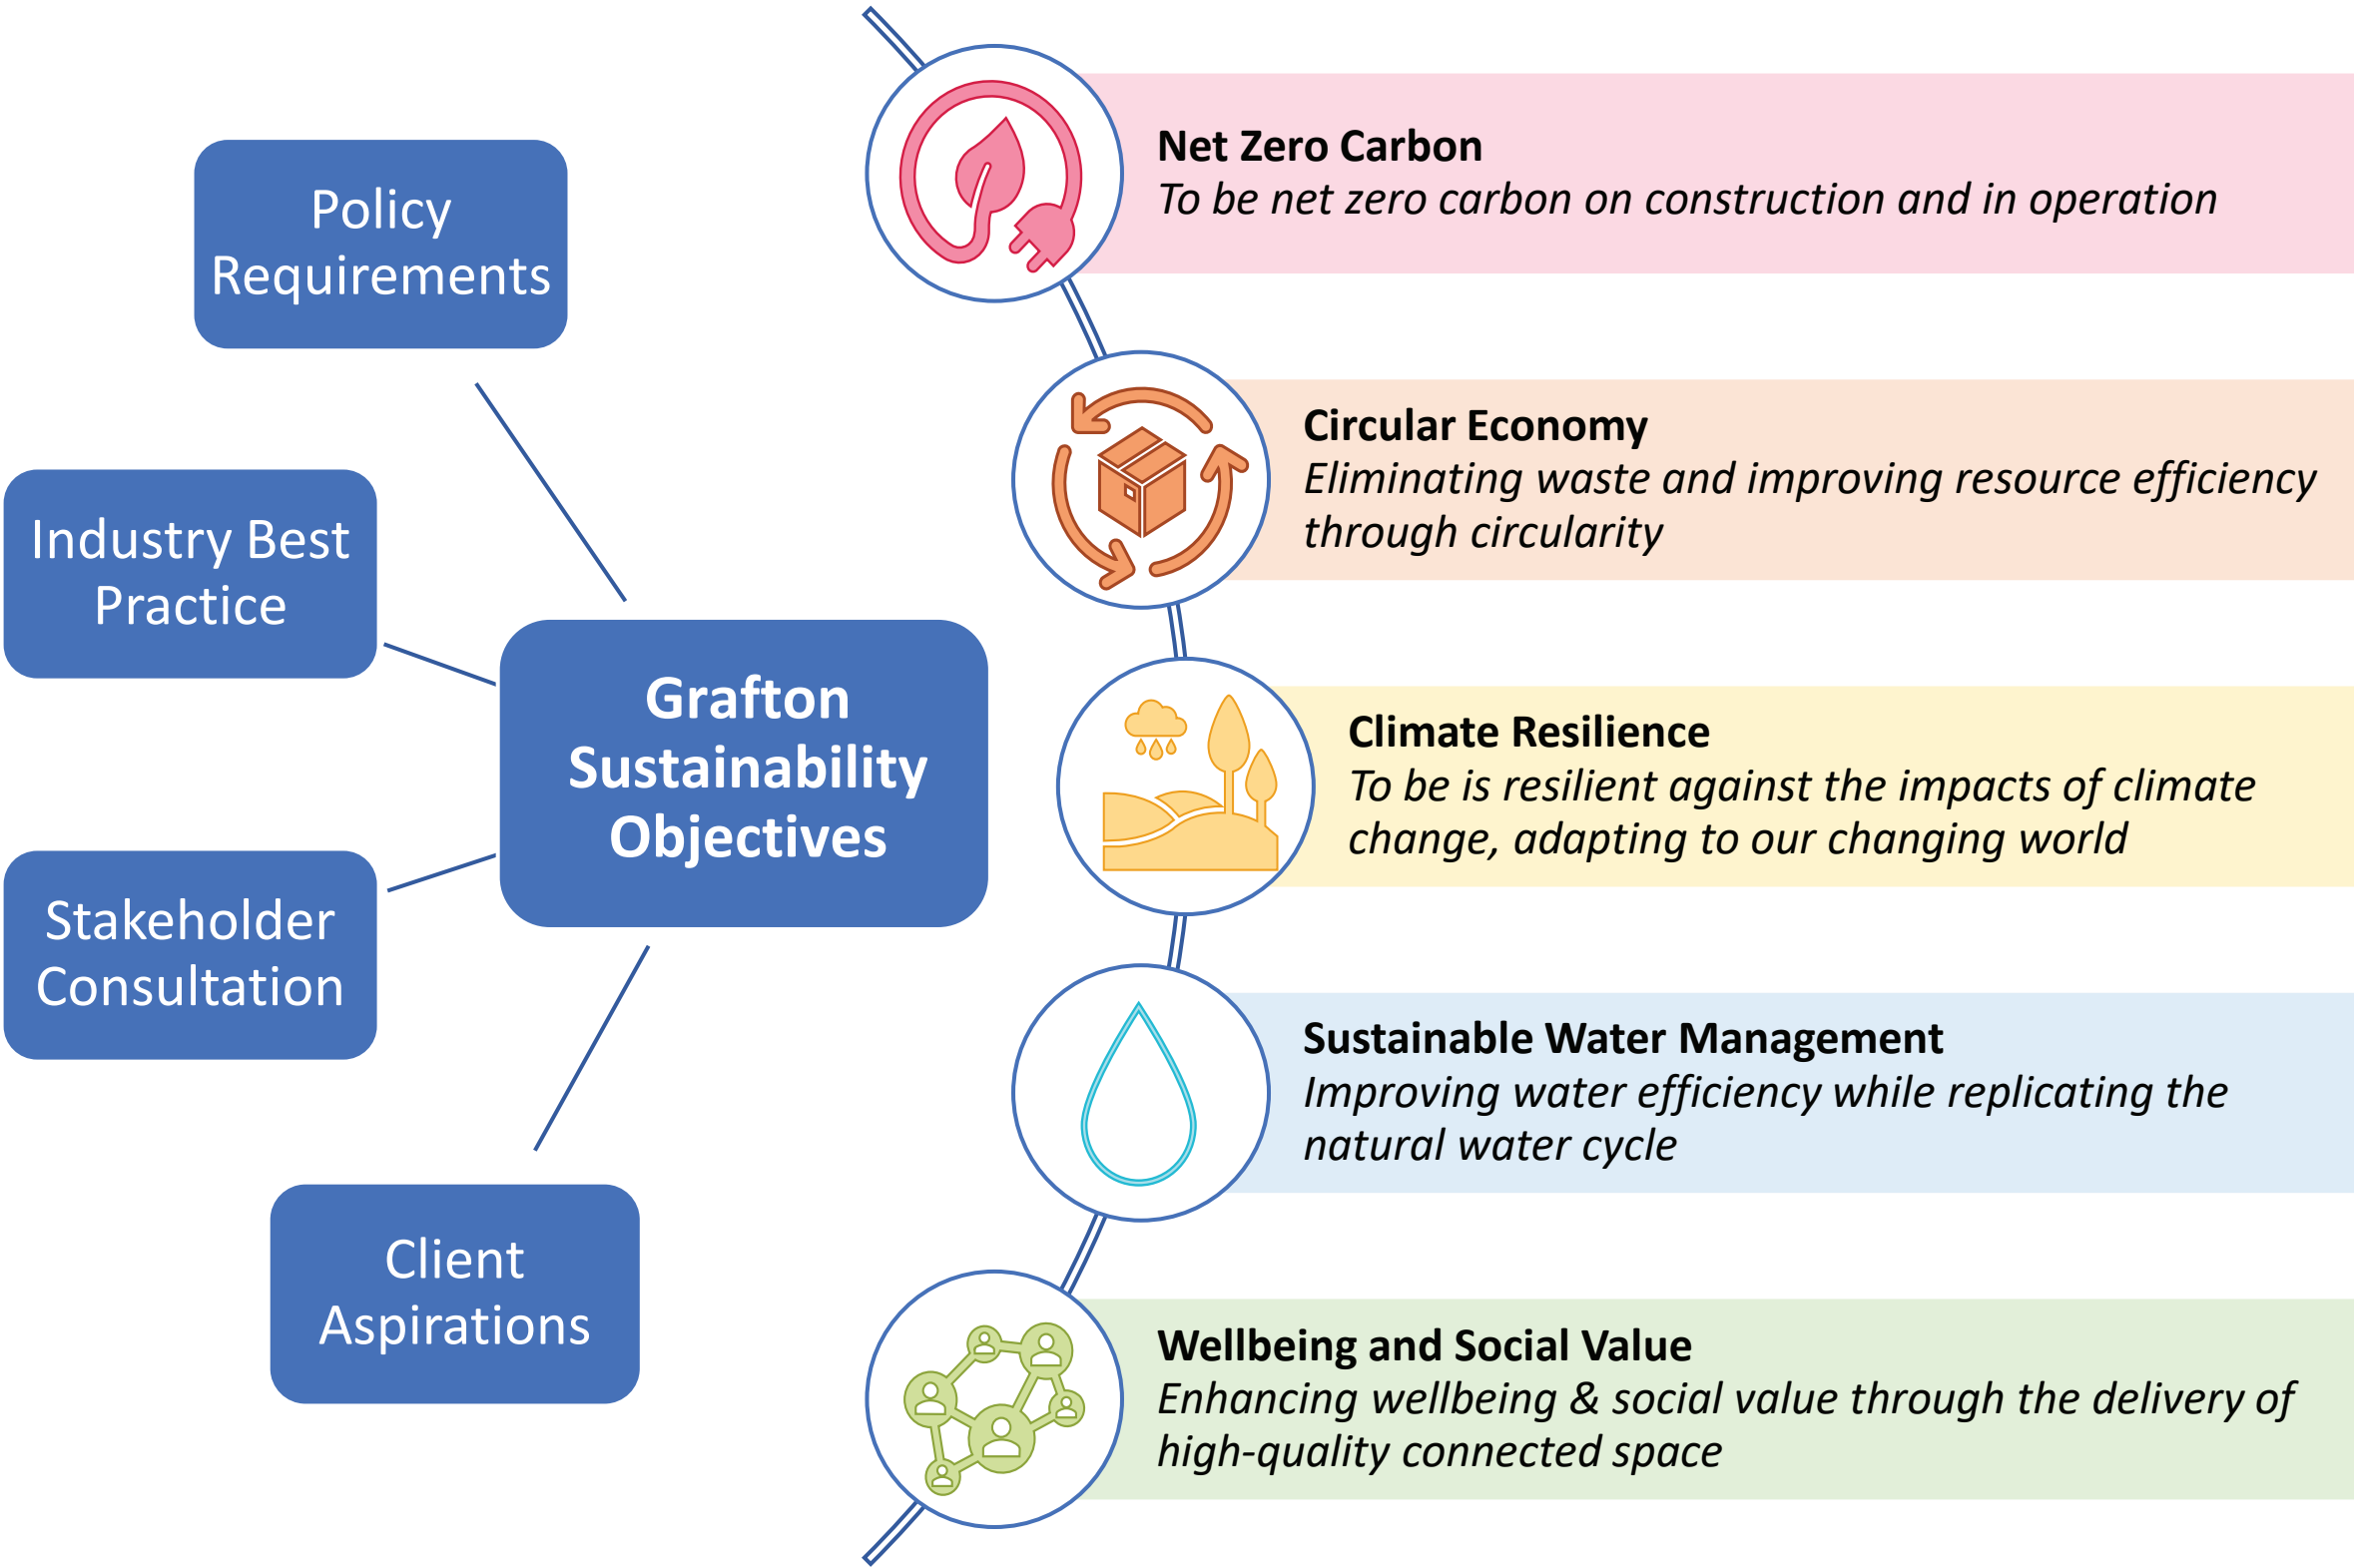 Policy
Requirements
Industry Best
Practice
Stakeholder
Consultation
Client
Aspirations
Grafton
Sustainability
Objectives
Net Zero Carbon
To be net zero carbon on construction and in operation
Circular Economy
Eliminating waste and improving resource efficiency
through circularity
Climate Resilience
To be is resilient against the impacts of climate
change, adapting to our changing world
Sustainable Water Management
Improving water efficiency while replicating the
natural water cycle
Wellbeing and Social Value
Enhancing wellbeing & social value through the delivery of
high-quality connected space